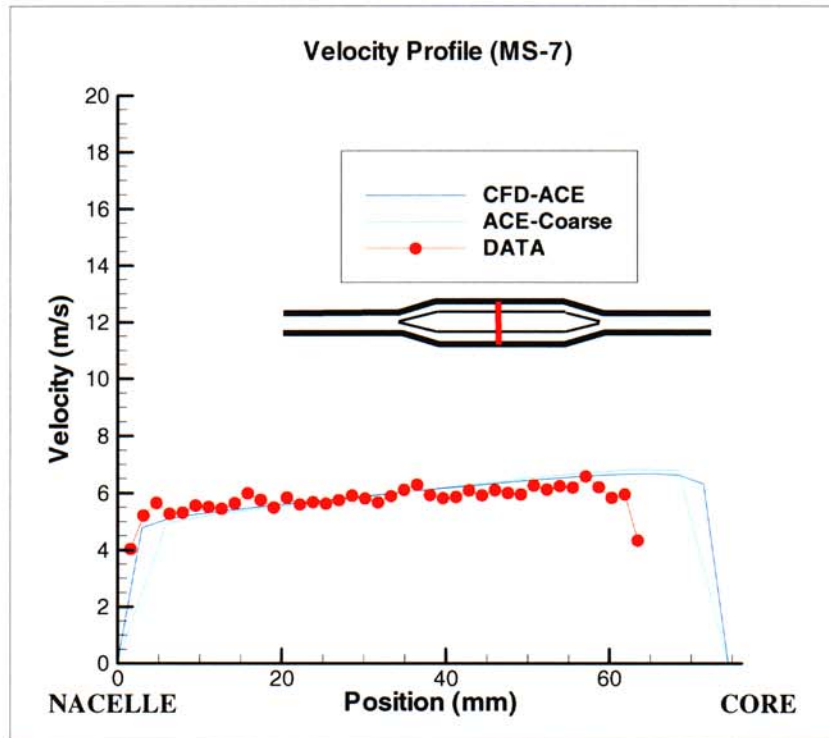 Velocity Profile (MS-7)
20
18
16
14
12
10
8
6
4
2
0
Velocity (m/s)
CFD-ACE
ACE-Coarse
DATA
0
20
40
60
Position (mm)
NACELLE
CORE